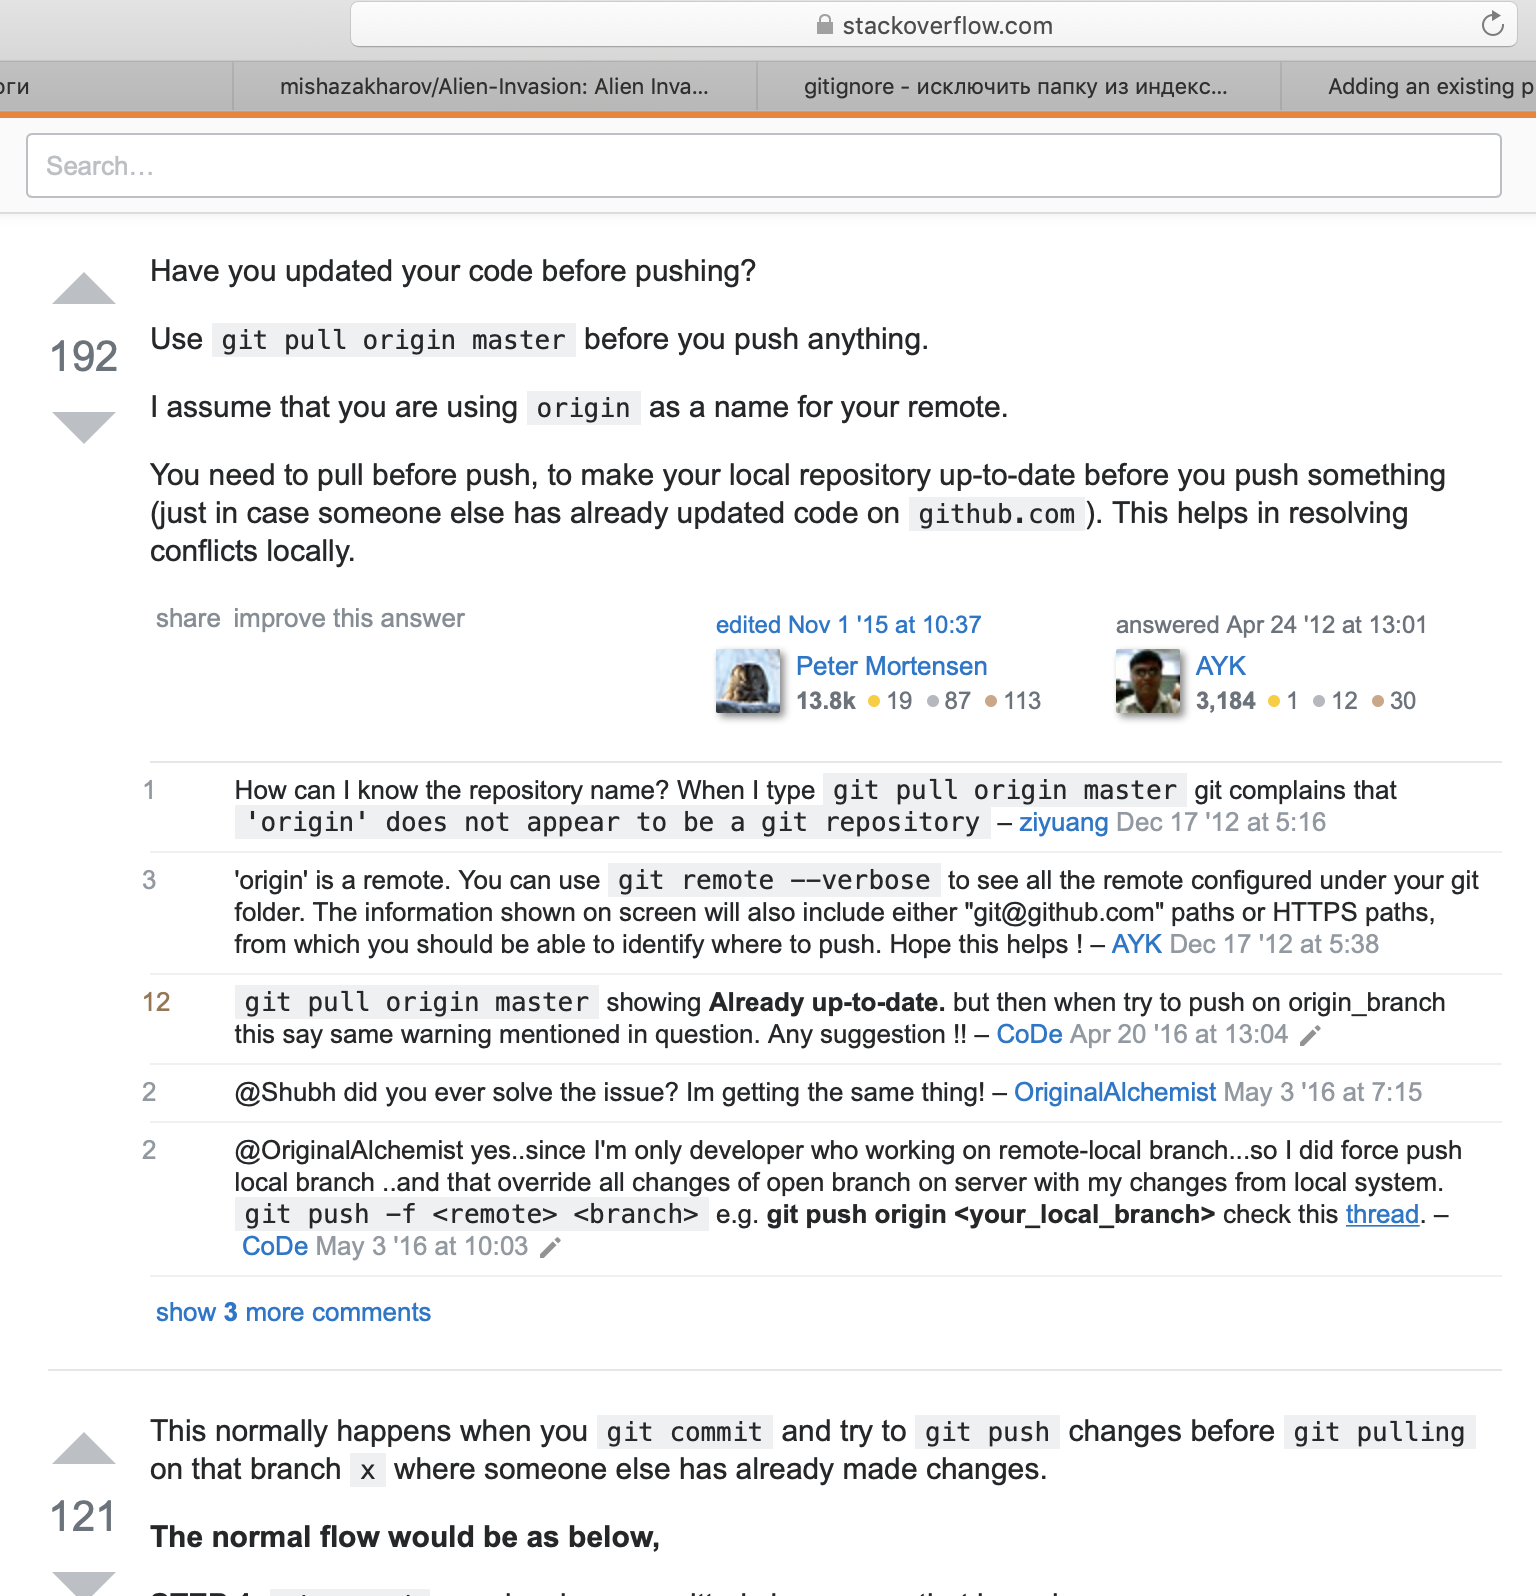 stackoverflow.com
оги
mishazakharov/Alien-Invasion: Alien Inva...
gitignore - исключить папку из индекс...
Adding an existing p
Search...
Have you updated your code before pushing?
192
Use git pull origin master before you push anything.
I assume that you are using origin as a name for your remote.
You need to pull before push, to make your local repository up-to-date before you push something
(just in case someone else has already updated code on github.com). This helps in resolving
conflicts locally.
share improve this answer
edited Nov 1 '15 at 10:37
Peter Mortensen
13.8k 19 87 113
answered Apr 24 '12 at 13:01
AYK
3,184 1 12 30
1 How can I know the repository name? When I type git pull origin master git complains that
'origin' does not appear to be a git repository – ziyuang Dec 17 '12 at 5:16
3 'origin' is a remote. You can use git remote --verbose to see all the remote configured under your git
folder. The information shown on screen will also include either "git@github.com" paths or HTTPS paths,
from which you should be able to identify where to push. Hope this helps ! – AYK Dec 17 '12 at 5:38
12 git pull origin master showing Already up-to-date. but then when try to push on origin_branch
this say same warning mentioned in question. Any suggestion !! – CoDe Apr 20 '16 at 13:04
2 @Shubh did you ever solve the issue? Im getting the same thing! – OriginalAlchemist May 3 '16 at 7:15
2 @OriginalAlchemist yes..since I'm only developer who working on remote-local branch...so I did force push
local branch ..and that override all changes of open branch on server with my changes from local system.
git push -f <remote> <branch> e.g. git push origin <your_local_branch> check this thread. –
CoDe May 3 '16 at 10:03
show 3 more comments
This normally happens when you git commit and try to git push changes before git pulling
on that branch x where someone else has already made changes.
121
The normal flow would be as below,